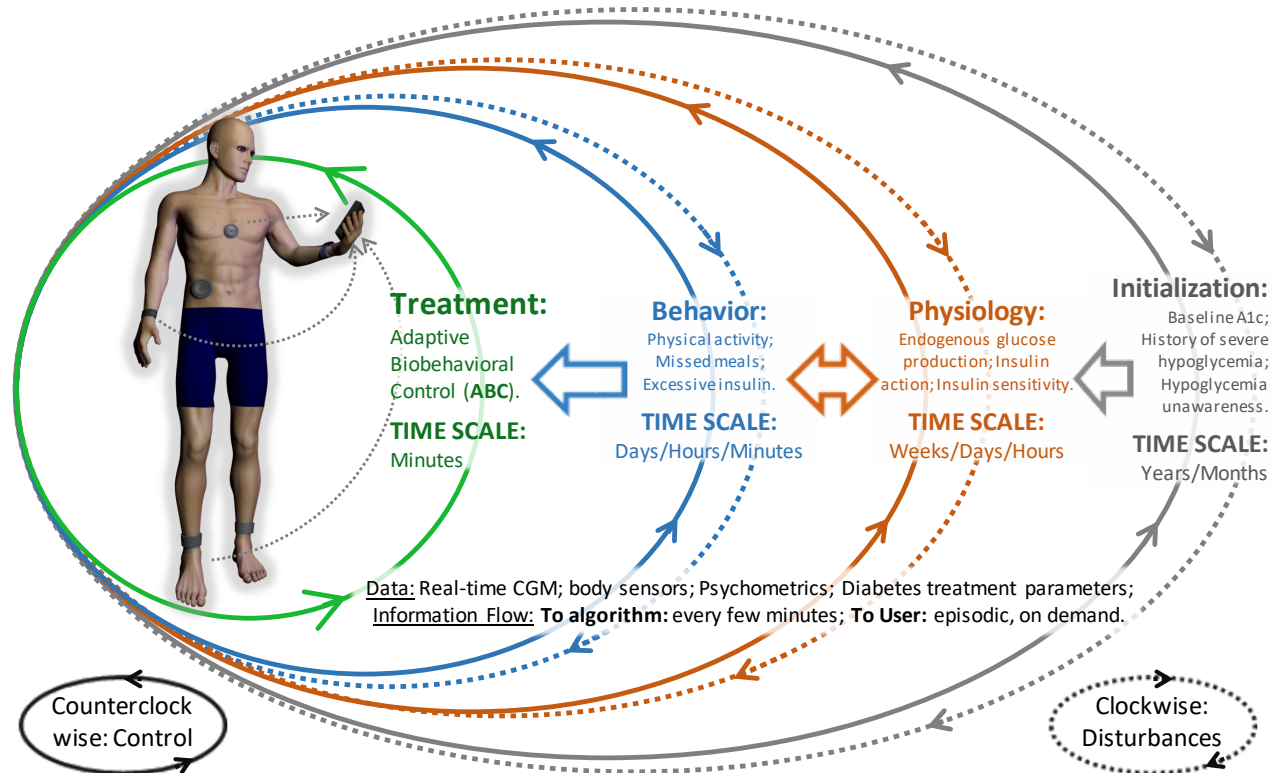 Treatment:
Adaptive
Biobehavioral
Control (ABC).
TIME SCALE:
Minutes
Behavior:
Physical activity;
Missed meals;
Excessive insulin.
TIME SCALE:
Days/Hours/Minutes
Physiology:
Endogenous glucose
production; Insulin
action; Insulin sensitivity.
TIME SCALE:
Weeks/Days/Hours
Initialization:
Baseline A1c;
History of severe
hypoglycemia;
Hypoglycemia
unawareness.
TIME SCALE:
Years/Months
Data: Real-time CGM; body sensors; Psychometrics; Diabetes treatment parameters;
Information Flow: To algorithm: every few minutes; To User: episodic, on demand.
Counterclock
wise: Control
Clockwise:
Disturbances